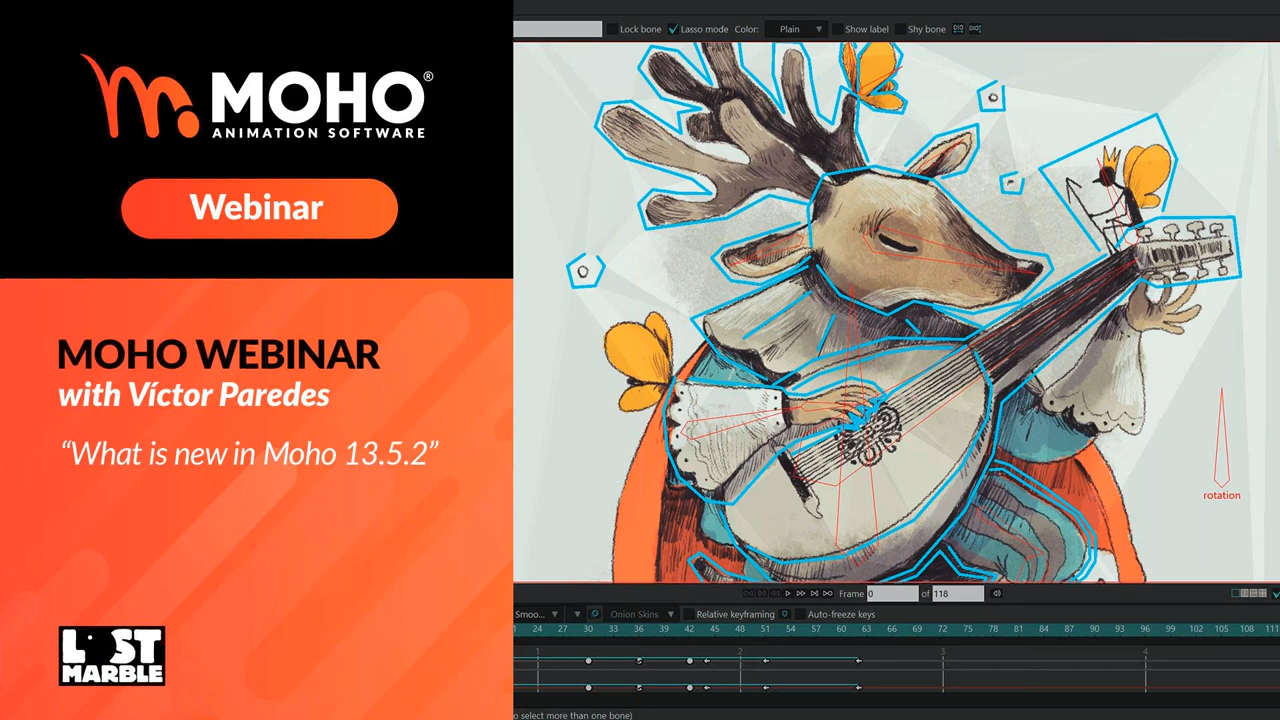 MOHO®
ANIMATION SOFTWARE
Webinar
MOHO WEBINAR
with Víctor Paredes
“What is new in Moho 13.5.2”
LOST
MARBLE
Lock bone Lasso mode Color: Plain Show label Shy bone
rotation
Frame 0 of 118
Smoo... Onion Skins Relative keyframing Auto-freeze keys
24 27 30 33 36 39 42 45 48 51 54 57 60 63 66 69 72 75 78 81 84 87 90 93 96 99 102 105 108 111
1 2 3 4
o select more than one bone)